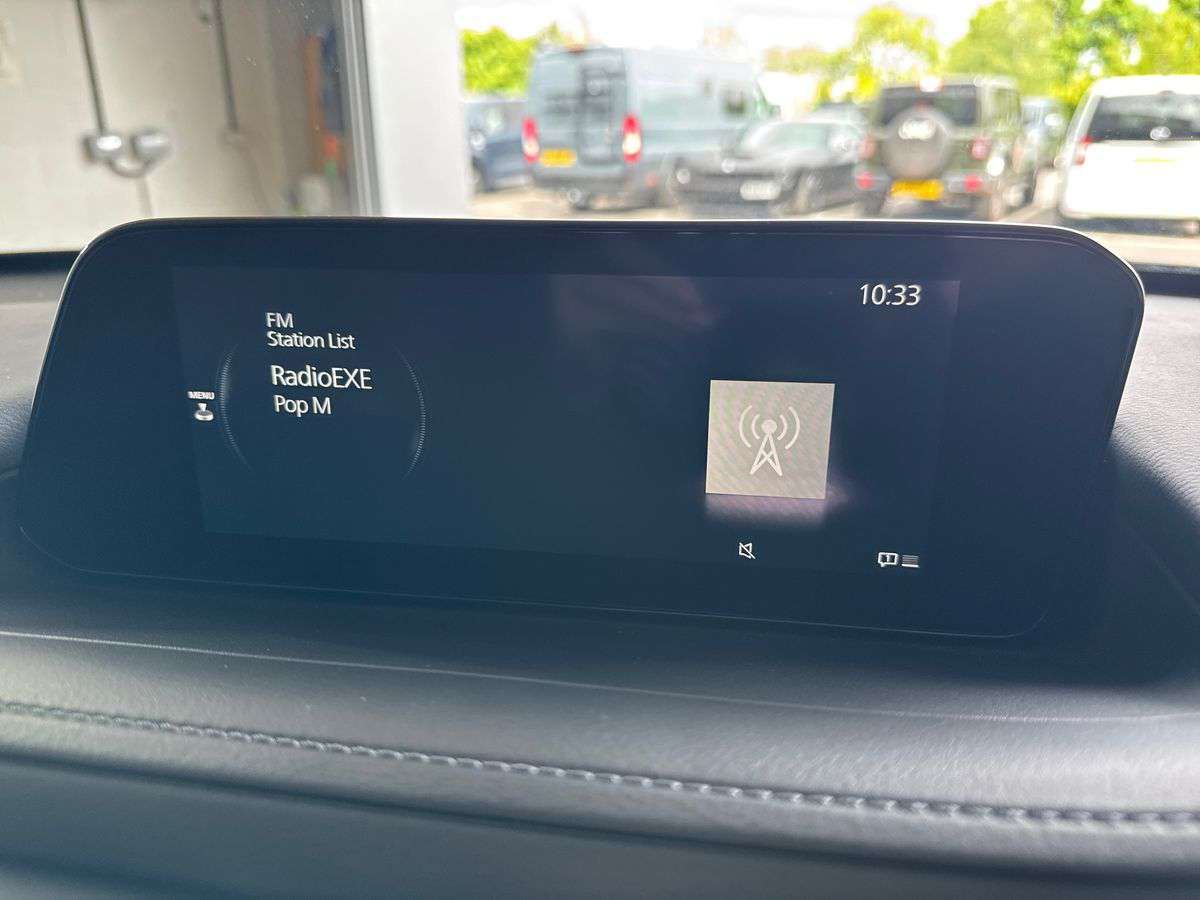 10:33
FM
Station List
RadioEXE
Pop M
MENU